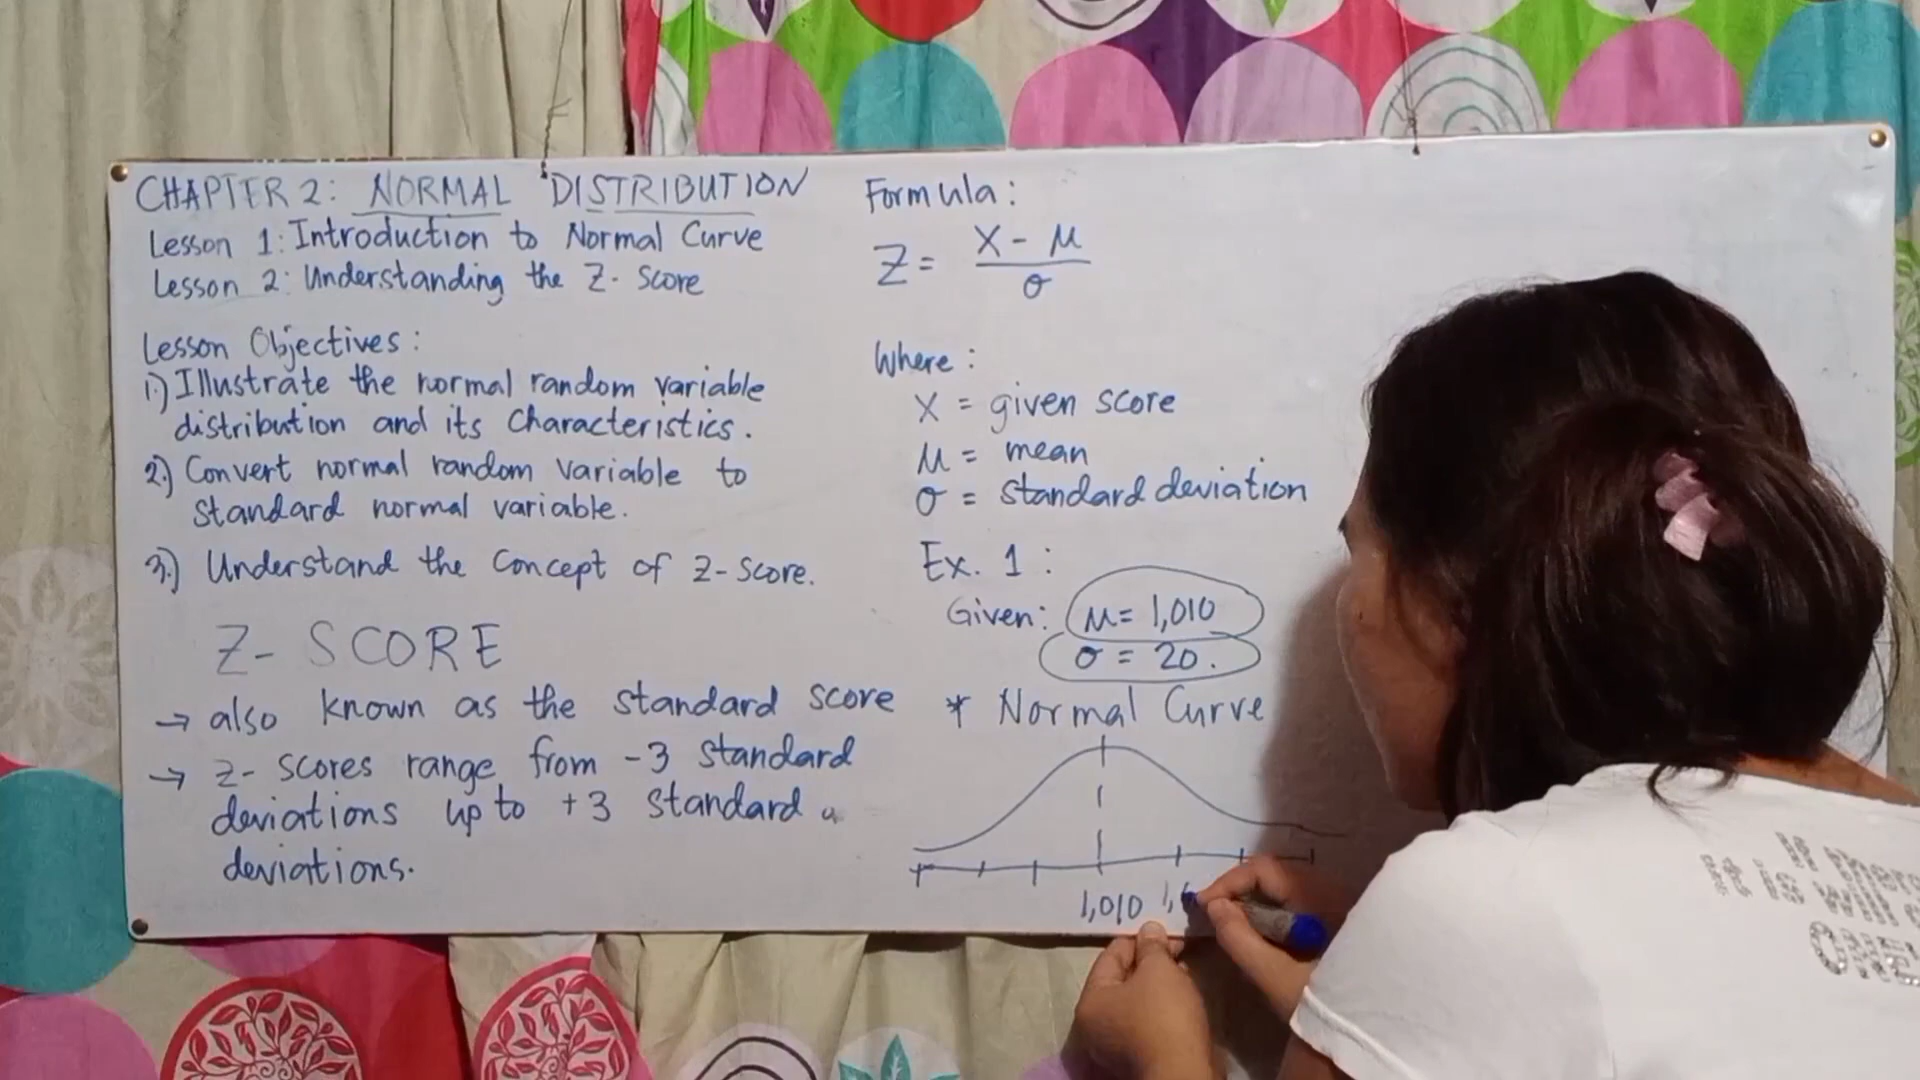 CHAPTER 2: NORMAL DISTRIBUTION
Lesson 1: Introduction to Normal Curve
Lesson 2: Understanding the Z-Score
Lesson Objectives:
1.) Illustrate the normal random variable
distribution and its characteristics.
2.) Convert normal random variable to
standard normal variable.
3.) Understand the concept of z-score.
Z-SCORE
→ also known as the standard score
→ z-scores range from -3 standard
deviations up to +3 standard
deviations.
Formula:
Z = X - μ
σ
Where:
X = given score
μ = mean
σ = standard deviation
Ex. 1:
Given: μ = 1,010
σ = 20.
* Normal Curve
1,010